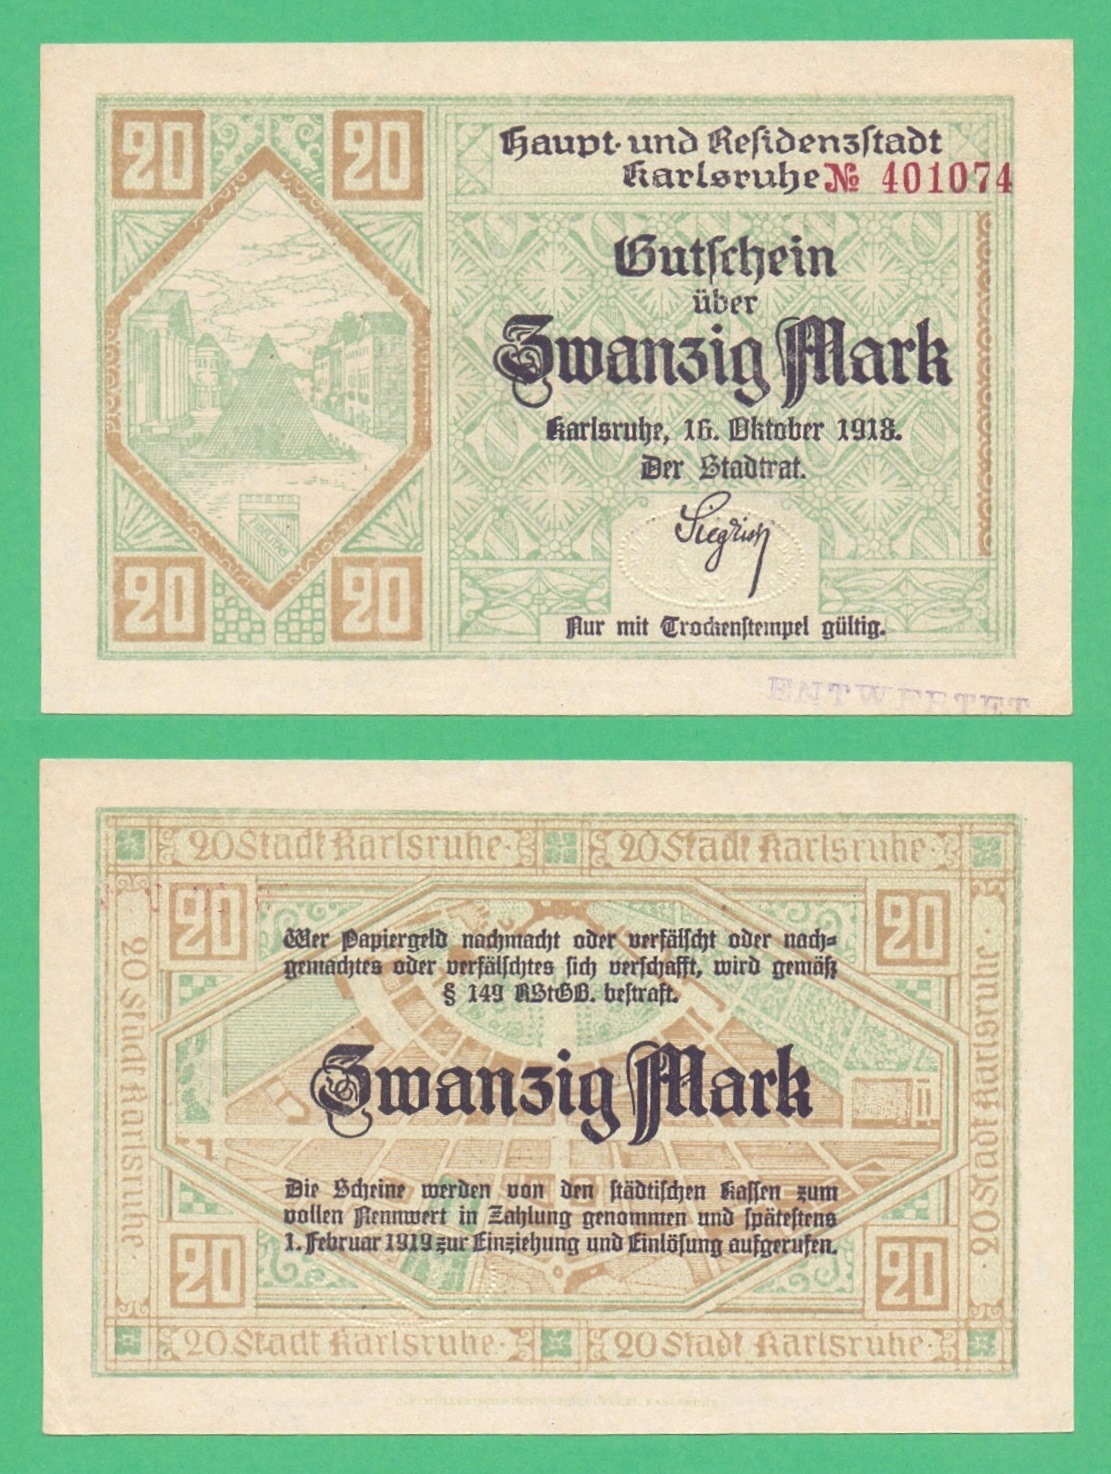 20 20
Haupt- und Residenzstadt
Karlsruhe № 401074
Gutschein
über
Zwanzig Mark
Karlsruhe, 16. Oktober 1918.
Der Stadtrat.
Siegrist
20 20
Nur mit Trockenstempel gültig.
ENTWERTET
20 Stadt Karlsruhe · 20 Stadt Karlsruhe ·
20 20
20 Stadt Karlsruhe ·
20 Stadt Karlsruhe ·
Wer Papiergeld nachmacht oder verfälscht oder nach-
gemachtes oder verfälschtes sich verschafft, wird gemäß
§ 149 RStGB. bestraft.
Zwanzig Mark
Die Scheine werden von den städtischen Kassen zum
vollen Nennwert in Zahlung genommen und spätestens
1. Februar 1919 zur Einziehung und Einlösung aufgerufen.
20 20
20 Stadt Karlsruhe · 20 Stadt Karlsruhe ·